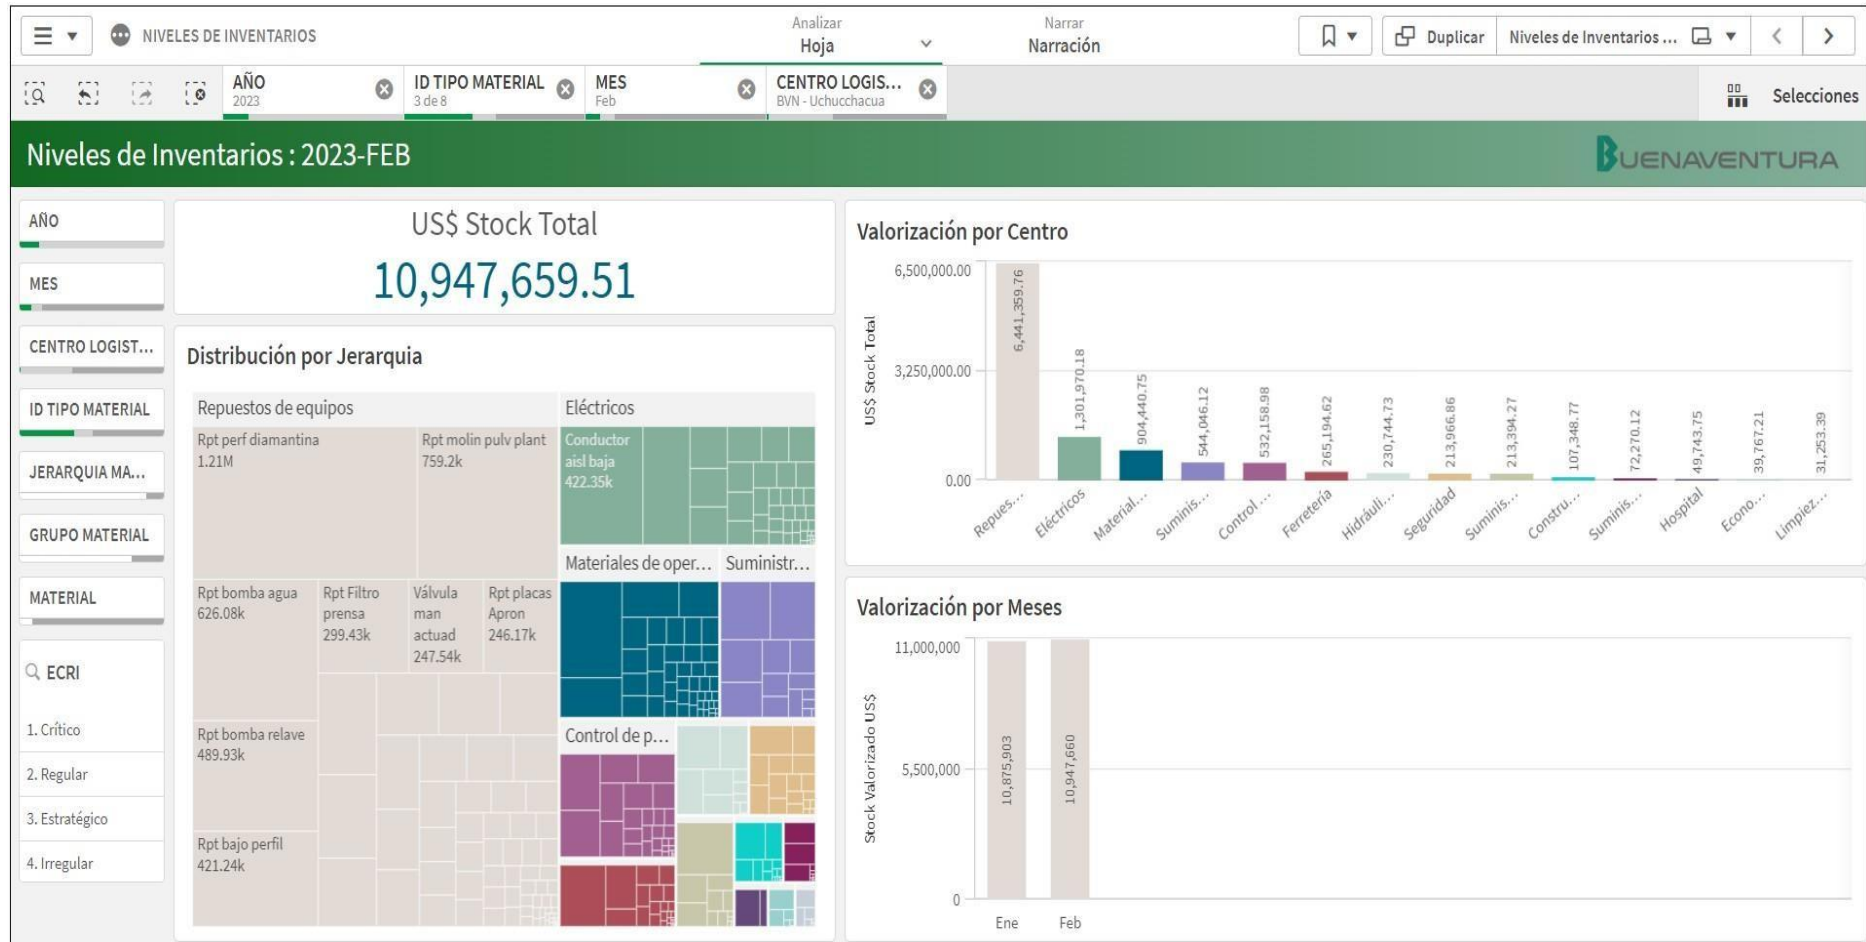 NIVELES DE INVENTARIOS
Analizar
Hoja
Narrar
Narración
Duplicar
Niveles de Inventarios ...
AÑO
2023
ID TIPO MATERIAL
3 de 8
MES
Feb
CENTRO LOGIS...
BVN - Uchucchacua
Selecciones
Niveles de Inventarios : 2023-FEB
BUENAVENTURA
AÑO
MES
CENTRO LOGIST...
ID TIPO MATERIAL
JERARQUIA MA...
GRUPO MATERIAL
MATERIAL
ECRI
1. Crítico
2. Regular
3. Estratégico
4. Irregular
US$ Stock Total
10,947,659.51
Distribución por Jerarquia
Repuestos de equipos
Rpt perf diamantina
1.21M
Rpt molin pulv plant
759.2k
Rpt bomba agua
626.08k
Rpt Filtro
prensa
299.43k
Válvula
man
actuad
247.54k
Rpt placas
Apron
246.17k
Rpt bomba relave
489.93k
Rpt bajo perfil
421.24k
Eléctricos
Conductor
aisl baja
422.35k
Materiales de oper...
Suministr...
Control de p...
Valorización por Centro
US$ Stock Total
6,500,000.00
3,250,000.00
0.00
6,441,359.76
1,301,970.18
904,440.75
544,046.12
532,158.98
265,194.62
230,744.73
213,966.86
213,394.27
107,348.77
72,270.12
49,743.75
39,767.21
31,253.39
Repues...
Eléctricos
Material...
Suminis...
Control ...
Ferretería
Hidráuli...
Seguridad
Suminis...
Constru...
Suminis...
Hospital
Econo...
Limpiez...
Valorización por Meses
Stock Valorizado US$
11,000,000
5,500,000
0
10,875,903
10,947,660
Ene
Feb